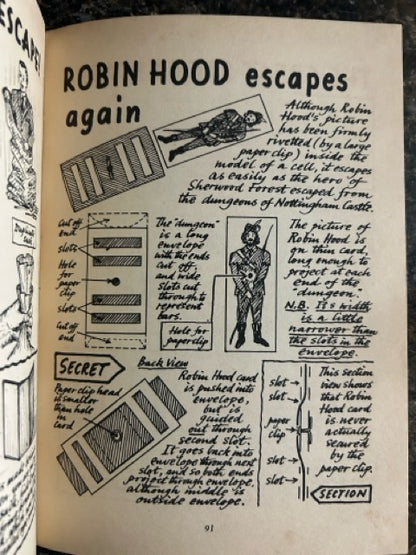 ESCAPE!
ROBIN HOOD escapes
again
Although Robin
Hood's picture
has been firmly
rivetted (by a large
paper clip) inside the
model of a cell, it escapes
as easily as the hero of
Sherwood Forest escaped from
the dungeons of Nottingham Castle.
Cut off
end
slots
Hole
for
paper
clip
slots
Cut off
end
The "dungeon"
is a long
envelope
with the ends
cut off,
and wide
slots cut
through to
represent
bars.
Hole for
paperclip
The picture of
Robin Hood is
on thin card,
long enough to
project at each
end of the
dungeon.
N.B. Its width
is a little
narrower than
the slots in the
envelope.
SECRET
Back View
Paper clip head
is smaller
than hole
in
card
Robin Hood card
is pushed into
envelope,
but is
guided
out through
second slot.
It goes back into
envelope through next
slot, and so both ends
project through envelope,
although middle is
outside envelope.
slot
slot
paper
clip
slot
slot
This section
view shows
that Robin
Hood card
is never
actually
secured
by the
paper clip.
SECTION
91